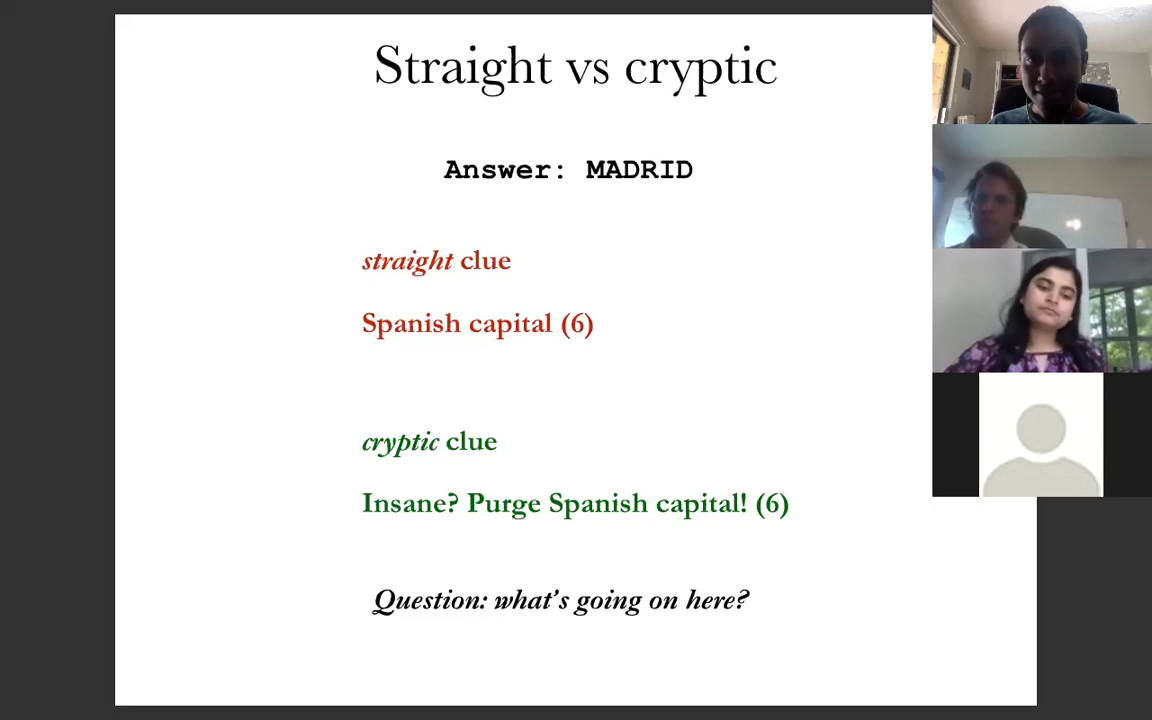 Straight vs cryptic
Answer: MADRID
straight clue
Spanish capital (6)
cryptic clue
Insane? Purge Spanish capital! (6)
Question: what's going on here?